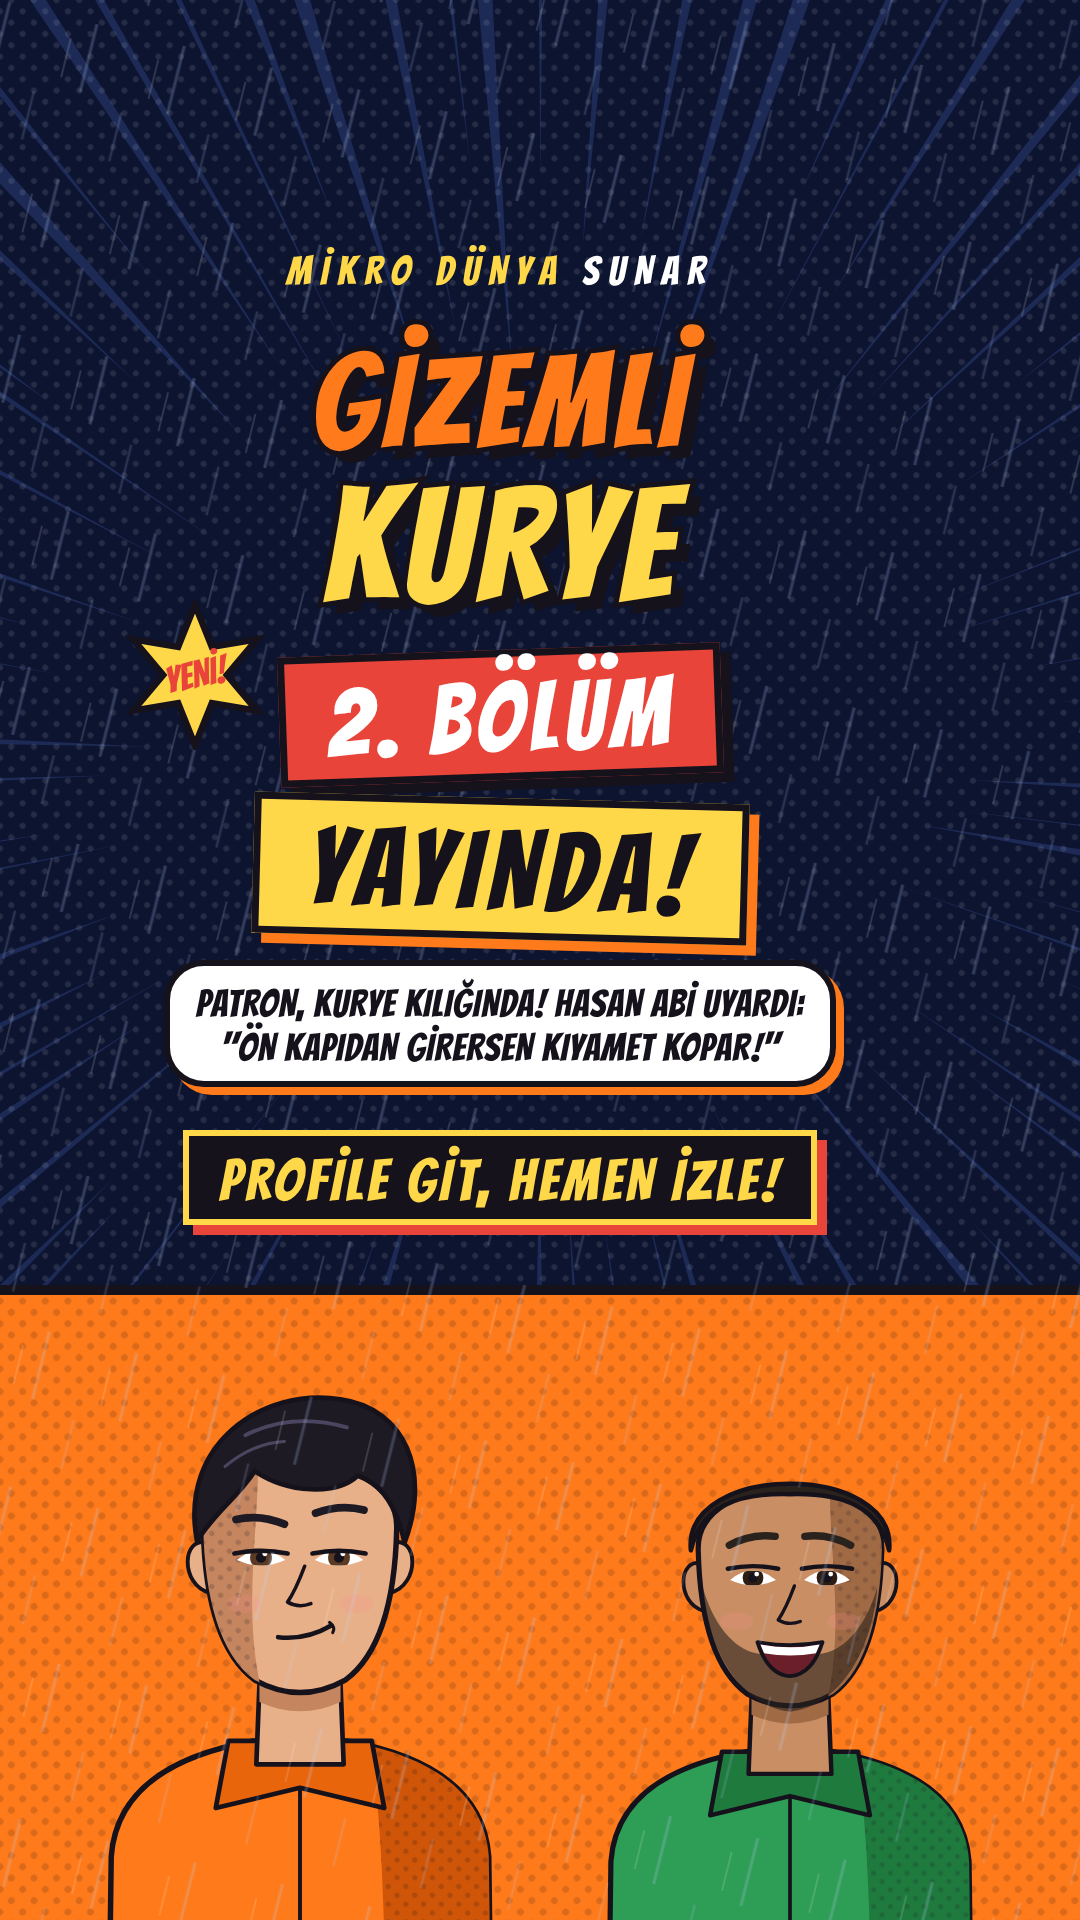 MİKRO DÜNYA SUNAR
GİZEMLİ
KURYE
YENİ!
2. BÖLÜM
YAYINDA!
PATRON, KURYE KILIĞINDA! HASAN ABİ UYARDI:
"ÖN KAPIDAN GİRERSEN KIYAMET KOPAR!"
PROFİLE GİT, HEMEN İZLE!